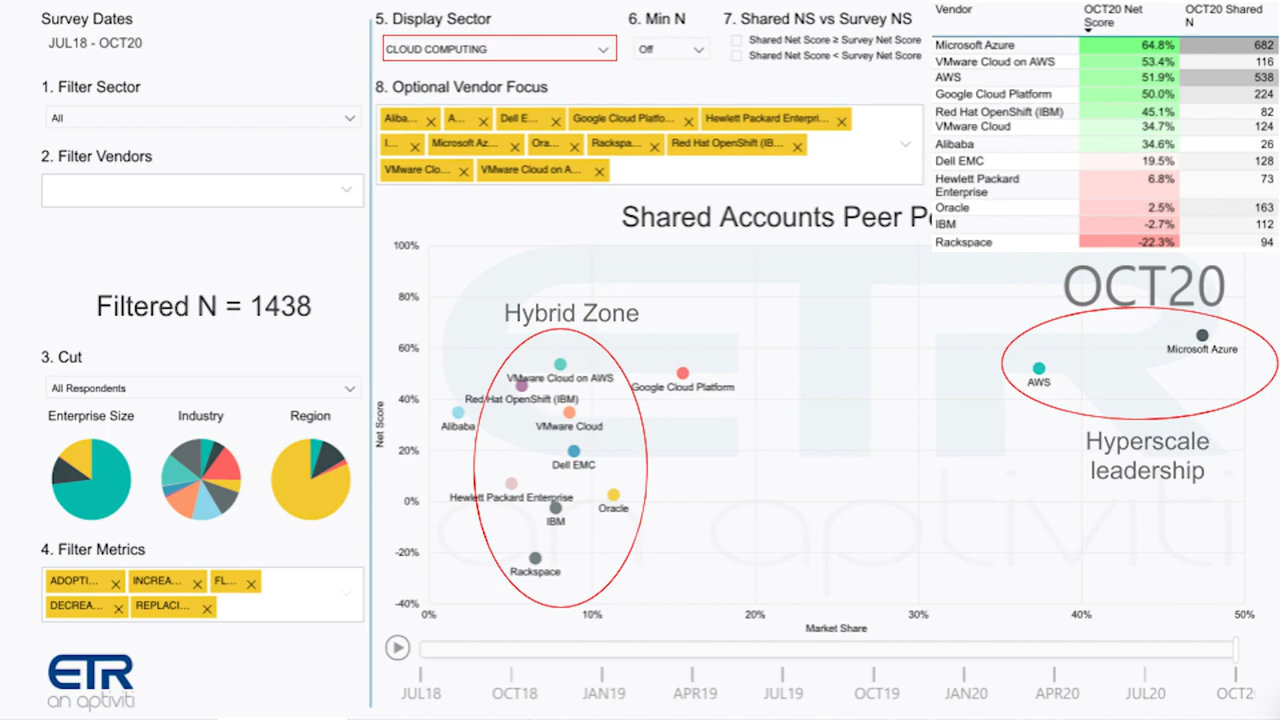 Survey Dates
JUL18 - OCT20
1. Filter Sector
All
2. Filter Vendors
Filtered N = 1438
3. Cut
All Respondents
Enterprise Size Industry Region
4. Filter Metrics
ADOPTI... INCREA... FL...
DECREA... REPLACI...
ETR
an aptiviti
5. Display Sector
CLOUD COMPUTING
6. Min N
Off
7. Shared NS vs Survey NS
Shared Net Score ≥ Survey Net Score
Shared Net Score < Survey Net Score
8. Optional Vendor Focus
Aliba... A... Dell E... Google Cloud Platfo... Hewlett Packard Enterpri...
I... Microsoft Az... Ora... Rackspa... Red Hat OpenShift (IB...
VMware Clo... VMware Cloud on A...
Vendor OCT20 Net Score OCT20 Shared N
Microsoft Azure 64.8% 682
VMware Cloud on AWS 53.4% 116
AWS 51.9% 538
Google Cloud Platform 50.0% 224
Red Hat OpenShift (IBM) 45.1% 82
VMware Cloud 34.7% 124
Alibaba 34.6% 26
Dell EMC 19.5% 128
Hewlett Packard Enterprise 6.8% 73
Oracle 2.5% 163
IBM -2.7% 112
Rackspace -22.3% 94
Shared Accounts Peer P
OCT20
ETR
an aptiviti
Hybrid Zone
Hyperscale
leadership
Microsoft Azure
AWS
VMware Cloud on AWS
Google Cloud Platform
Red Hat OpenShift (IBM)
Alibaba
VMware Cloud
Dell EMC
Hewlett Packard Enterprise
Oracle
IBM
Rackspace
Net Score
100%
80%
60%
40%
20%
0%
-20%
-40%
0% 10% 20% 30% 40% 50%
Market Share
JUL18 OCT18 JAN19 APR19 JUL19 OCT19 JAN20 APR20 JUL20 OCT2